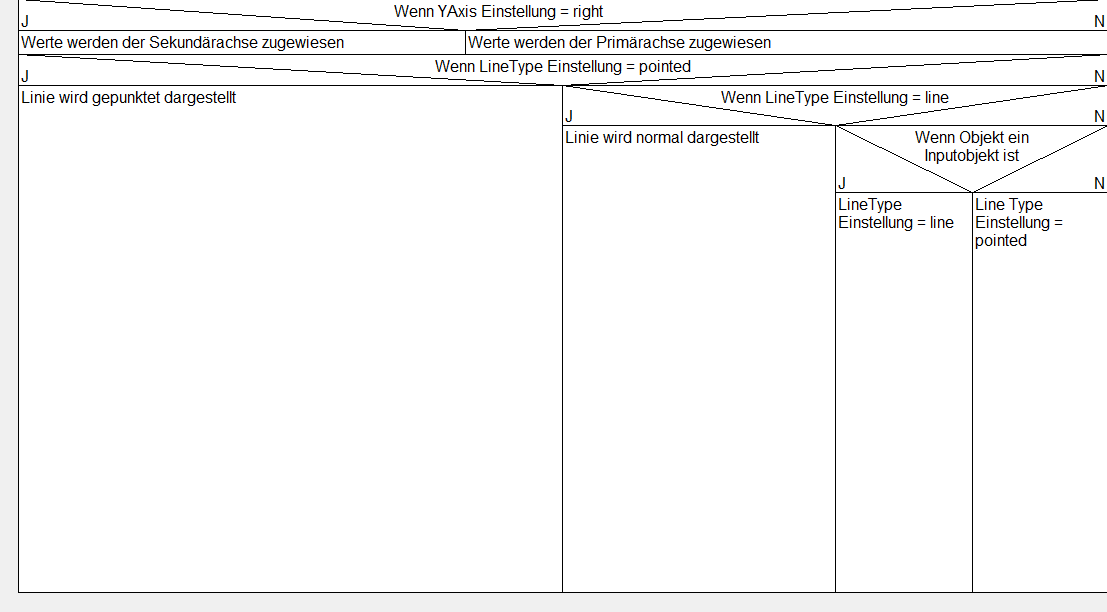 Wenn YAxis Einstellung = right
J
N
Werte werden der Sekundärachse zugewiesen
Werte werden der Primärachse zugewiesen
Wenn LineType Einstellung = pointed
J
N
Linie wird gepunktet dargestellt
Wenn LineType Einstellung = line
J
N
Linie wird normal dargestellt
Wenn Objekt ein
Inputobjekt ist
J
N
LineType
Einstellung = line
Line Type
Einstellung =
pointed